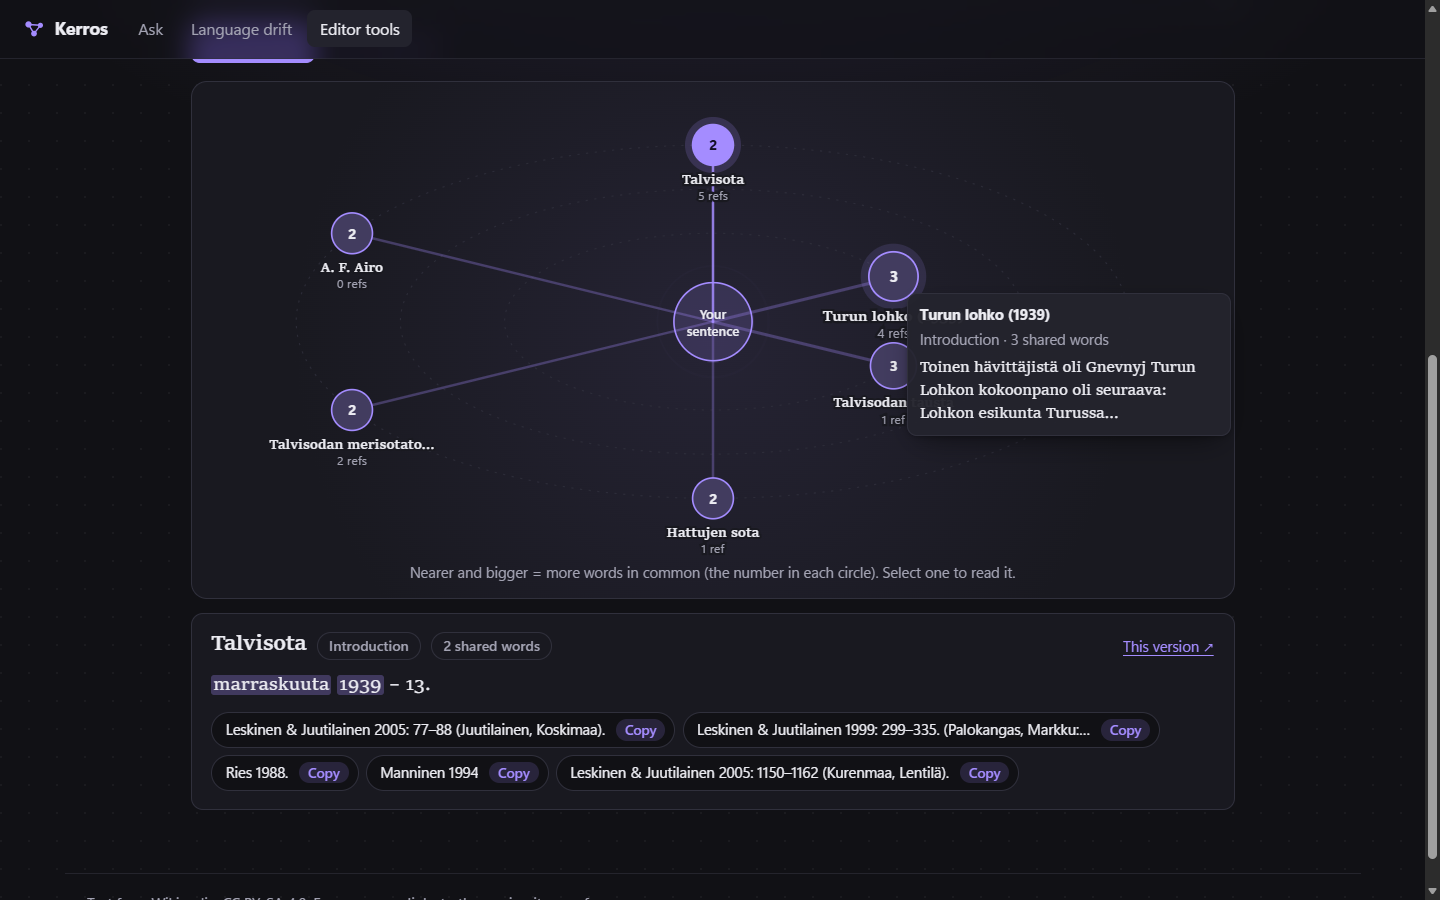 Kerros
Ask
Language drift
Editor tools
2
Talvisota
5 refs
2
A. F. Airo
0 refs
3
Turun lohko
4 refs
Your
sentence
Turun lohko (1939)
Introduction · 3 shared words
Toinen hävittäjistä oli Gnevnyj Turun
Lohkon kokoonpano oli seuraava:
Lohkon esikunta Turussa...
3
Talvisodan
1 ref
2
Talvisodan merisotato...
2 refs
2
Hattujen sota
1 ref
Nearer and bigger = more words in common (the number in each circle). Select one to read it.
Talvisota
Introduction
2 shared words
This version ↗
marraskuuta 1939 – 13.
Leskinen & Juutilainen 2005: 77–88 (Juutilainen, Koskimaa). Copy
Leskinen & Juutilainen 1999: 299–335. (Palokangas, Markku:... Copy
Ries 1988. Copy
Manninen 1994 Copy
Leskinen & Juutilainen 2005: 1150–1162 (Kurenmaa, Lentilä). Copy